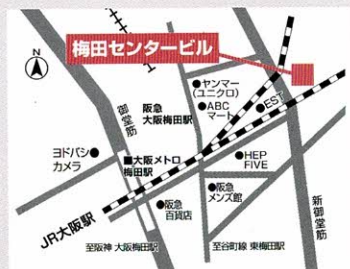 梅田センタービル
N
ヤンマー
(ユニクロ)
ABC
マート
EST
御堂筋
阪急
大阪梅田駅
ヨドバシ
カメラ
大阪メトロ
梅田駅
HEP
FIVE
阪急
メンズ館
阪急
百貨店
新御堂筋
JR大阪駅
至阪神 大阪梅田駅
至谷町線 東梅田駅